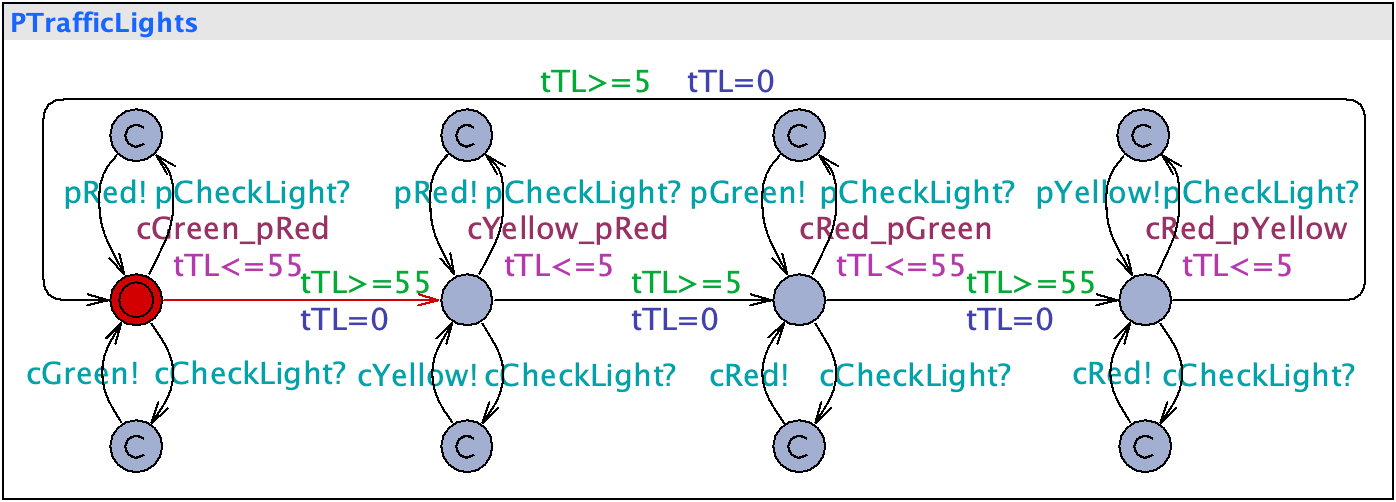 PTrafficLights
tTL>=5 tTL=0
C C C C
pRed! pCheckLight? pRed! pCheckLight? pGreen! pCheckLight? pYellow! pCheckLight?
cGreen_pRed cYellow_pRed cRed_pGreen cRed_pYellow
tTL<=55 tTL<=5 tTL<=55 tTL<=5
tTL>=55 tTL>=5 tTL>=55
tTL=0 tTL=0 tTL=0
cGreen! cCheckLight? cYellow! cCheckLight? cRed! cCheckLight? cRed! cCheckLight?
C C C C